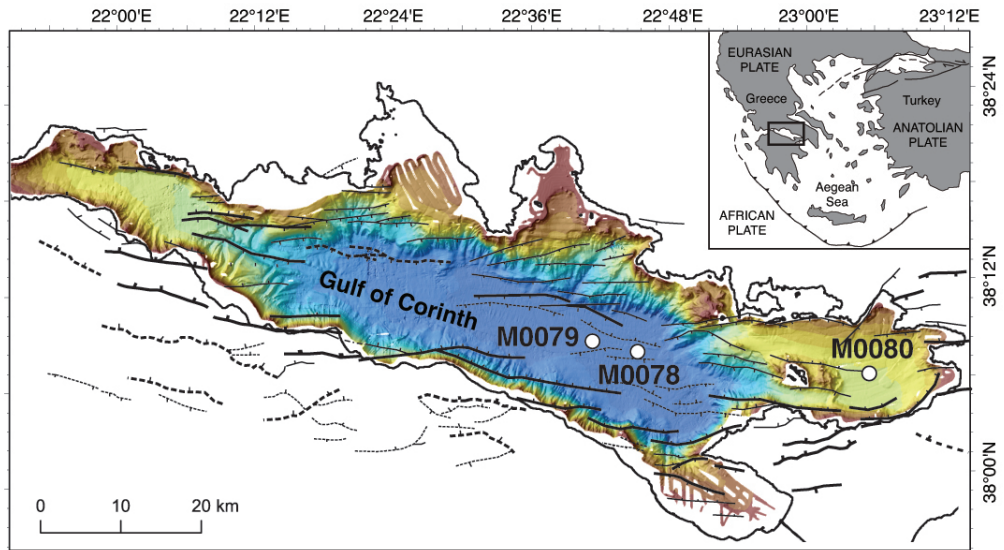 22°00'E 22°12'E 22°24'E 22°36'E 22°48'E 23°00'E 23°12'E
EURASIAN
PLATE
Greece
Turkey
ANATOLIAN
PLATE
Aegean
Sea
AFRICAN
PLATE
38°24'N
38°12'N
38°00'N
Gulf of Corinth
M0079
M0078
M0080
0 10 20 km